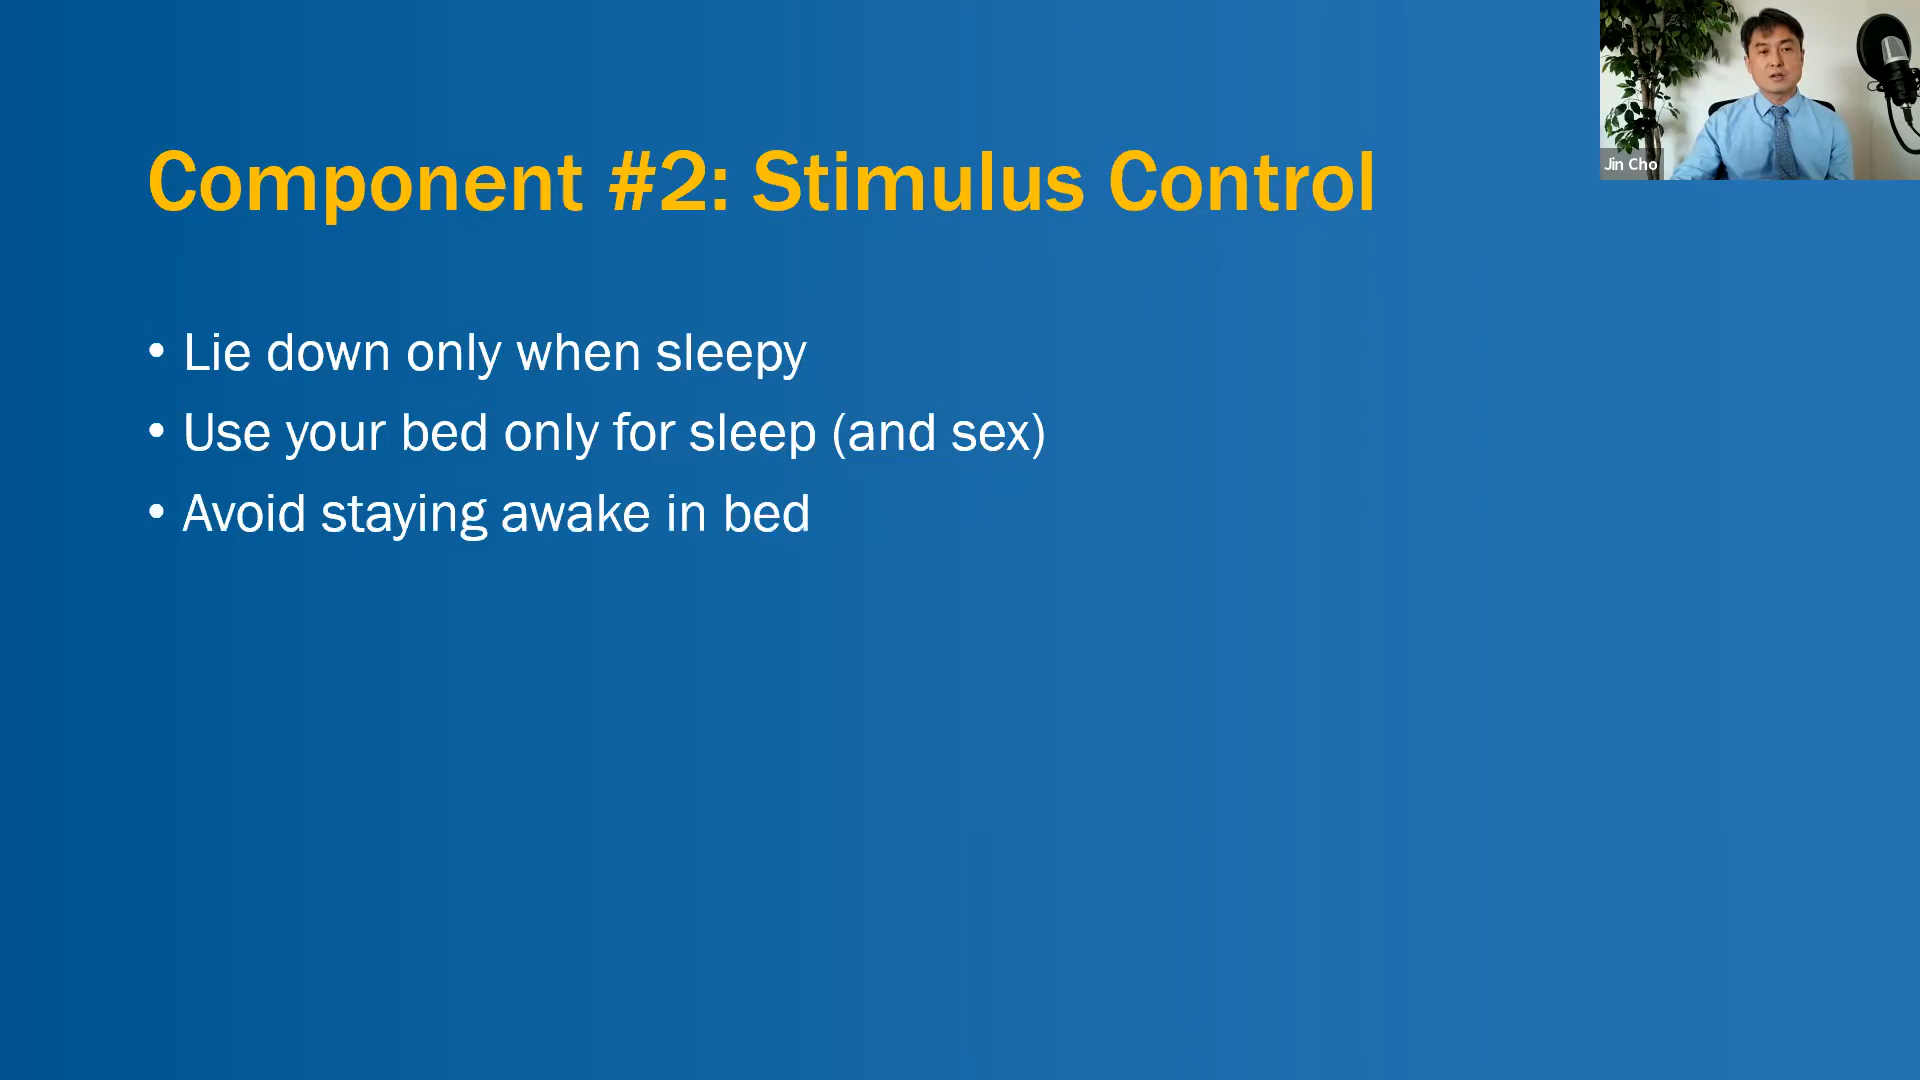 Component #2: Stimulus Control
• Lie down only when sleepy
• Use your bed only for sleep (and sex)
• Avoid staying awake in bed
Jin Cho